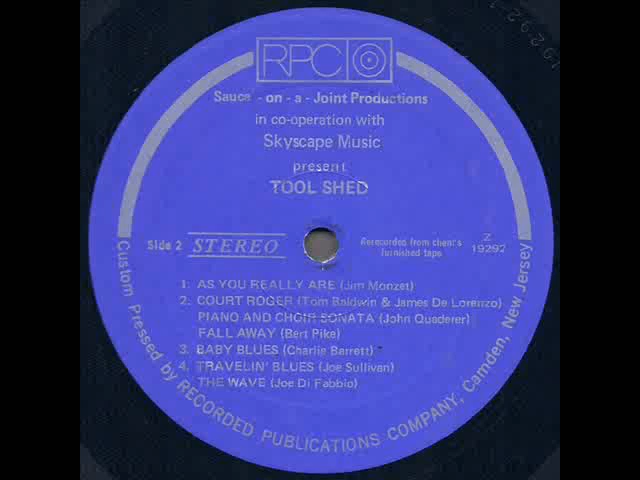 RPC
Sauce - on - a - Joint Productions
in co-operation with
Skyscape Music
present
TOOL SHED
Side 2 STEREO
Rerecorded from client's
furnished tape
Z
19292
1. AS YOU REALLY ARE (Jim Monzet)
2. COURT ROGER (Tom Baldwin & James De Lorenzo)
PIANO AND CHOIR SONATA (John Quaderer)
FALL AWAY (Bert Pike)
3. BABY BLUES (Charlie Barrett)
4. TRAVELIN' BLUES (Joe Sullivan)
THE WAVE (Joe Di Fabbio)
Custom Pressed by RECORDED PUBLICATIONS COMPANY, Camden, New Jersey